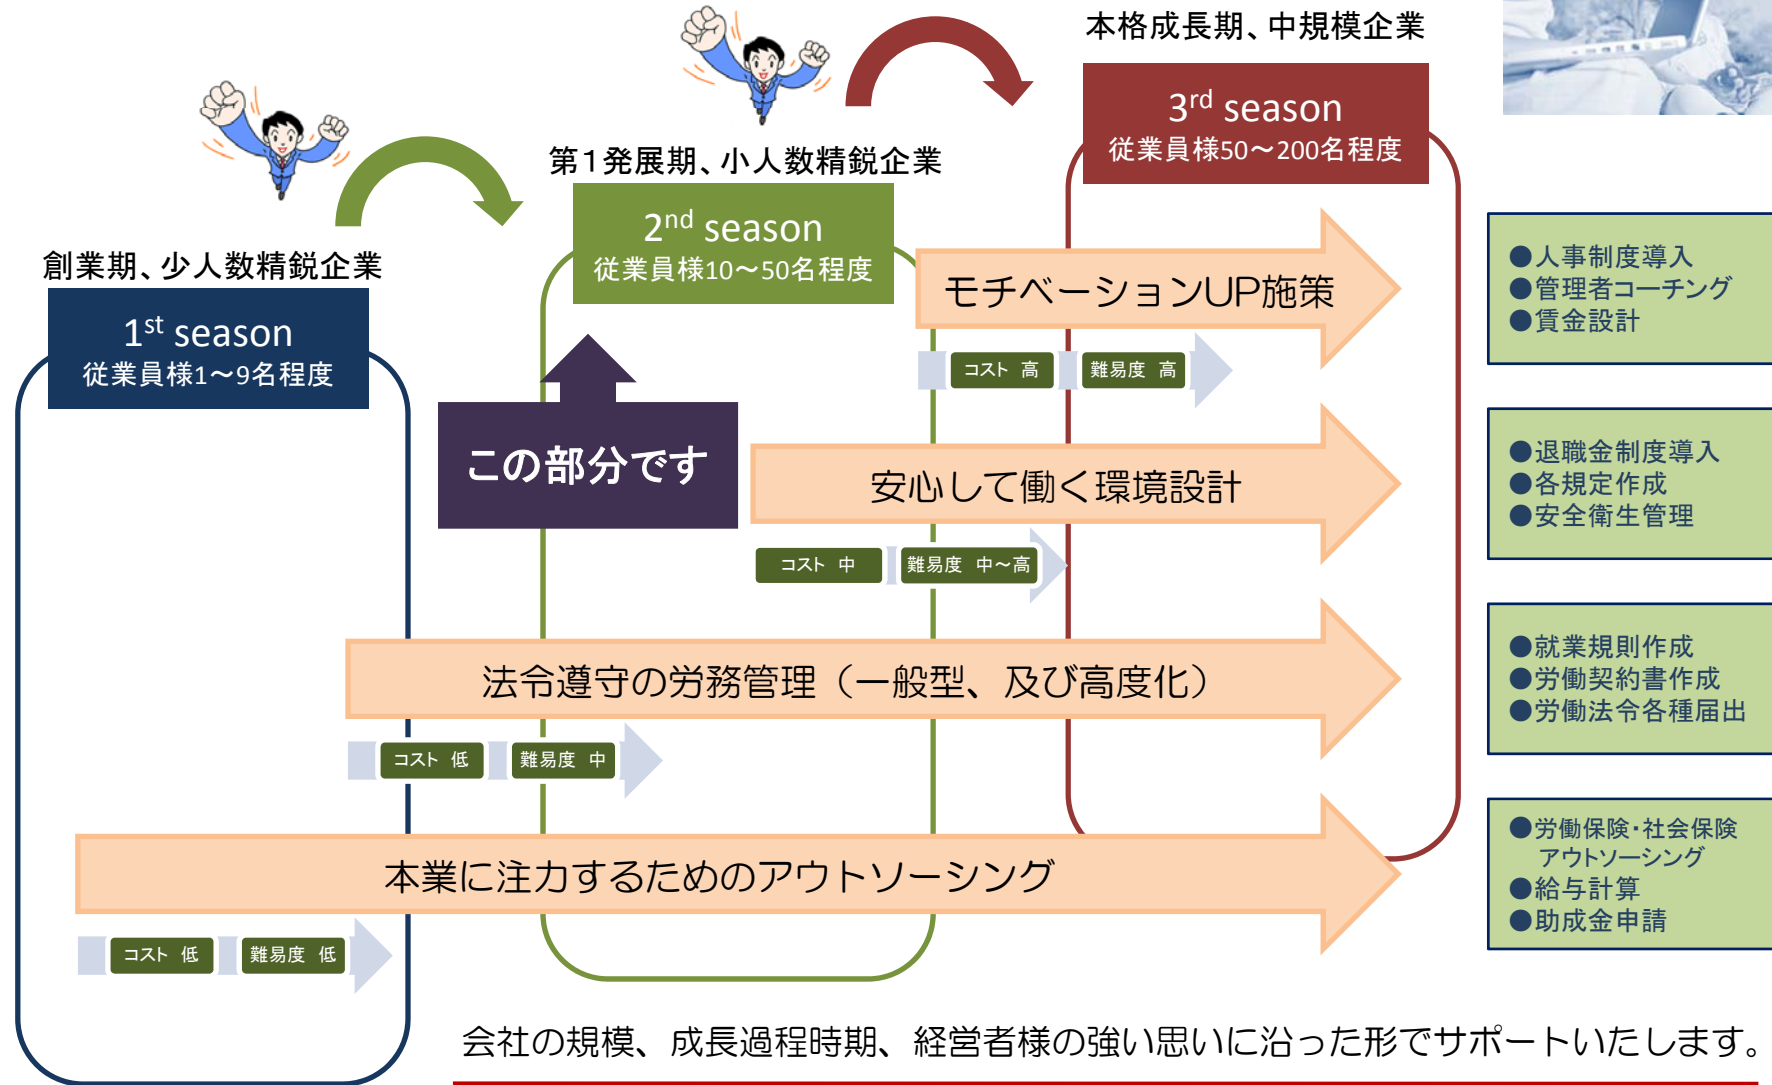 本格成長期、中規模企業
3rd season
従業員様50～200名程度
第１発展期、小人数精鋭企業
2nd season
従業員様10～50名程度
創業期、少人数精鋭企業
1st season
従業員様1～9名程度
この部分です
モチベーションUP施策
コスト 高
難易度 高
●人事制度導入
●管理者コーチング
●賃金設計
安心して働く環境設計
コスト 中
難易度 中～高
●退職金制度導入
●各規定作成
●安全衛生管理
法令遵守の労務管理（一般型、及び高度化）
コスト 低
難易度 中
●就業規則作成
●労働契約書作成
●労働法令各種届出
本業に注力するためのアウトソーシング
コスト 低
難易度 低
●労働保険・社会保険
アウトソーシング
●給与計算
●助成金申請
会社の規模、成長過程時期、経営者様の強い思いに沿った形でサポートいたします。